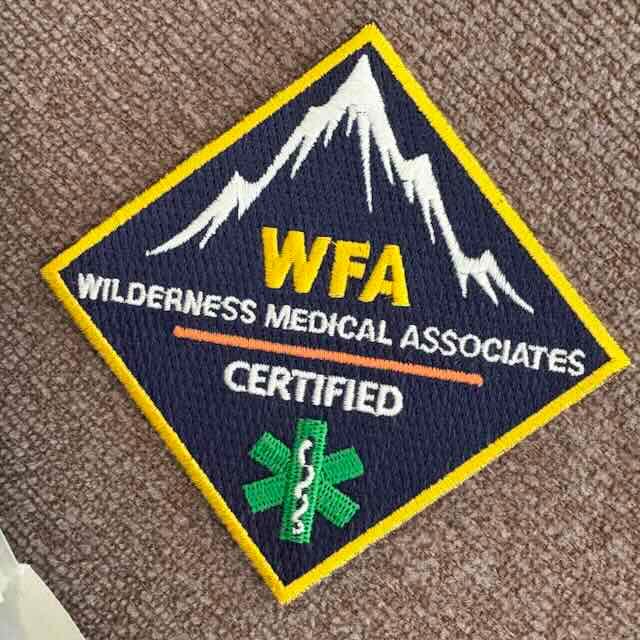 WFA
WILDERNESS MEDICAL ASSOCIATES
CERTIFIED